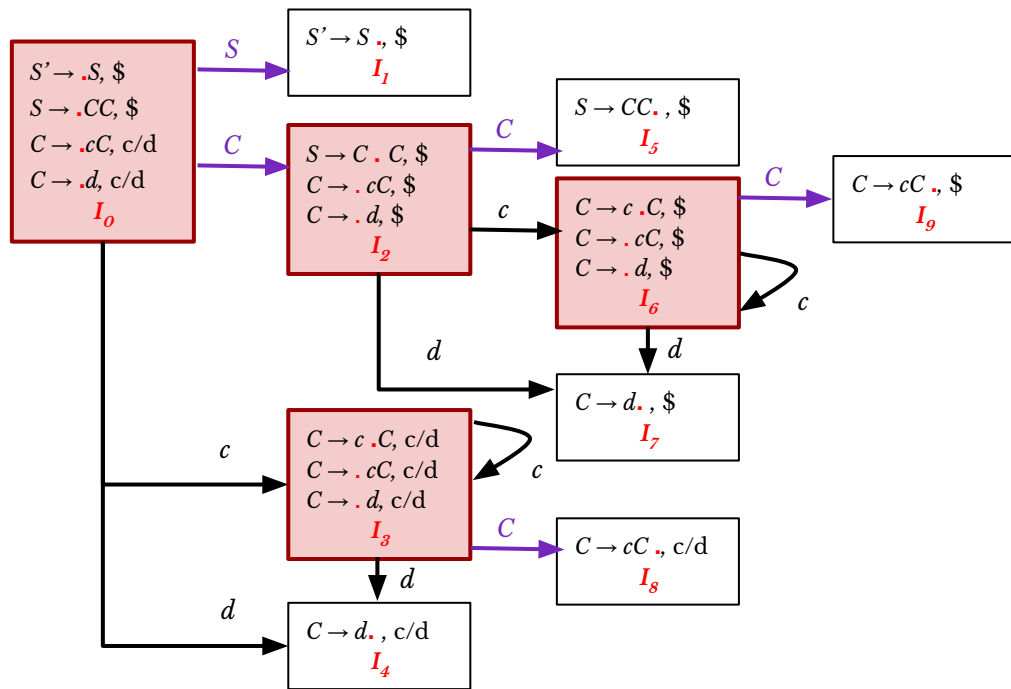 S’ → .S, $
S → .CC, $
C → .cC, c/d
C → .d, c/d
I0
S
C
S’ → S ., $
I1
S → C . C, $
C → . cC, $
C → . d, $
I2
C
c
S → CC. , $
I5
C → c .C, $
C → . cC, $
C → . d, $
I6
C
c
d
C → cC ., $
I9
d
C → d. , $
I7
c
C → c .C, c/d
C → . cC, c/d
C → . d, c/d
I3
c
C
d
C → cC ., c/d
I8
d
C → d. , c/d
I4